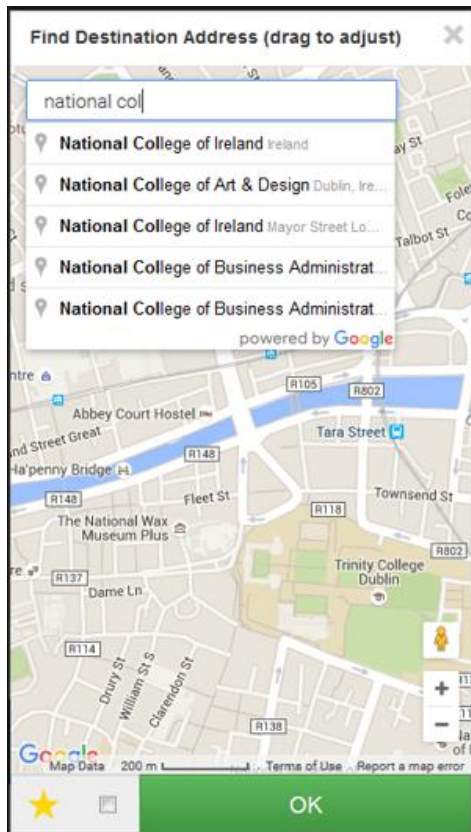 Find Destination Address (drag to adjust)
national col
National College of Ireland Ireland
National College of Art & Design Dublin, Ire...
National College of Ireland Mayor Street Lo...
National College of Business Administrat...
National College of Business Administrat...
powered by Google
Talbot St
R105
R802
Abbey Court Hostel
Tara Street
Ha'penny Bridge
R148
R148
Fleet St
Townsend St
R118
The National Wax
Museum Plus
R802
Trinity College
Dublin
R137
Dame Ln
R114
Drury St
William St S
Clarendon St
R138
Google
Map Data 200 m Terms of Use Report a map error
OK